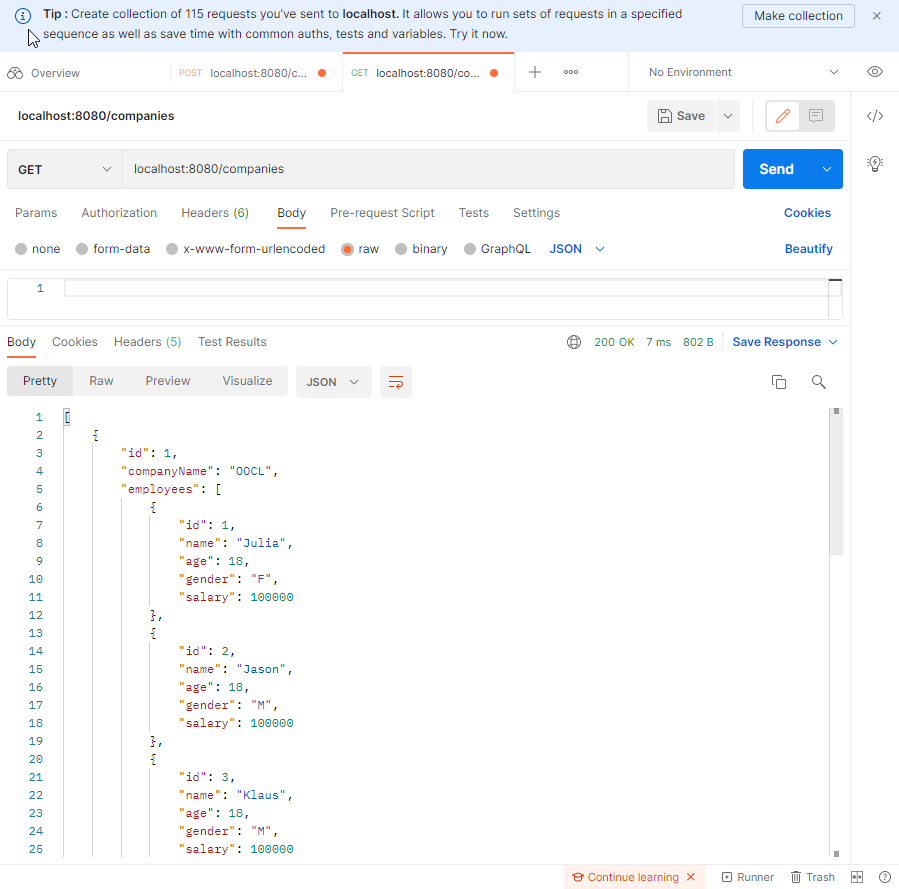 Tip : Create collection of 115 requests you've sent to localhost. It allows you to run sets of requests in a specified
sequence as well as save time with common auths, tests and variables. Try it now.
Make collection
Overview
POST localhost:8080/c...
GET localhost:8080/co...
No Environment
localhost:8080/companies
Save
GET
localhost:8080/companies
Send
Params Authorization Headers (6) Body Pre-request Script Tests Settings Cookies
none form-data x-www-form-urlencoded raw binary GraphQL JSON Beautify
1
Body Cookies Headers (5) Test Results 200 OK 7 ms 802 B Save Response
Pretty Raw Preview Visualize JSON
1 [
2 {
3 "id": 1,
4 "companyName": "OOCL",
5 "employees": [
6 {
7 "id": 1,
8 "name": "Julia",
9 "age": 18,
10 "gender": "F",
11 "salary": 100000
12 },
13 {
14 "id": 2,
15 "name": "Jason",
16 "age": 18,
17 "gender": "M",
18 "salary": 100000
19 },
20 {
21 "id": 3,
22 "name": "Klaus",
23 "age": 18,
24 "gender": "M",
25 "salary": 100000
Continue learning Runner Trash